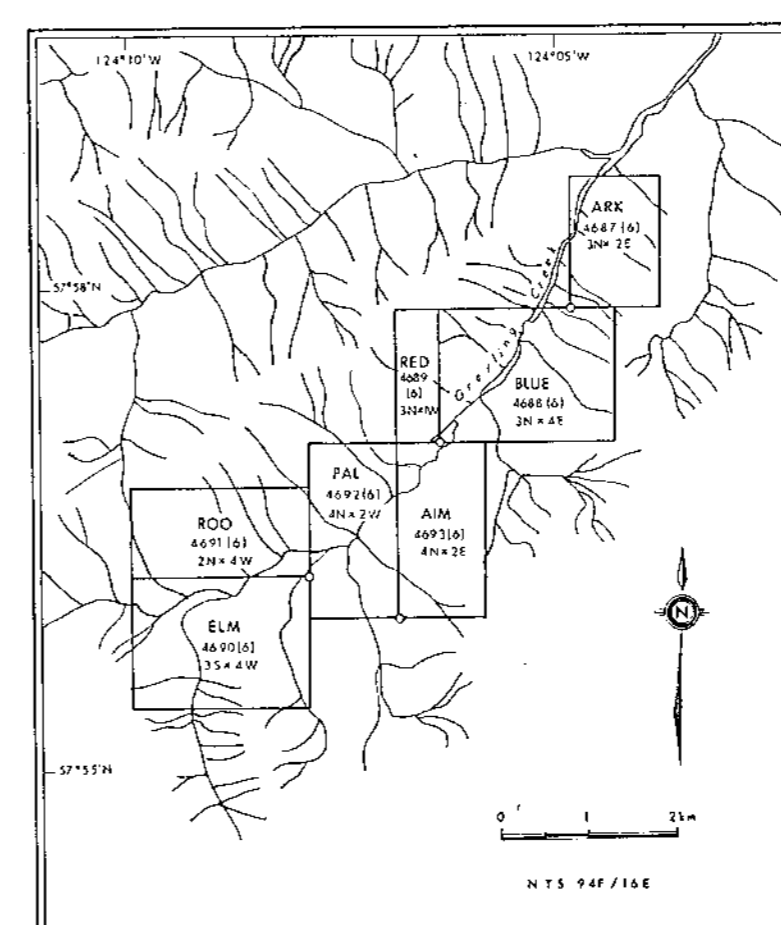 124°10'W
124°05'W
ARK
4687(6)
3N×2E
57°58'N
Creek
RED
4689
(6)
3N×1W
BLUE
4688(6)
3N×4E
PAL
4692(6)
4N×2W
AIM
4693(6)
4N×2E
ROO
4691(6)
2N×4W
N
ELM
4690(6)
3S×4W
57°55'N
0 1 2km
NTS 94F/16E